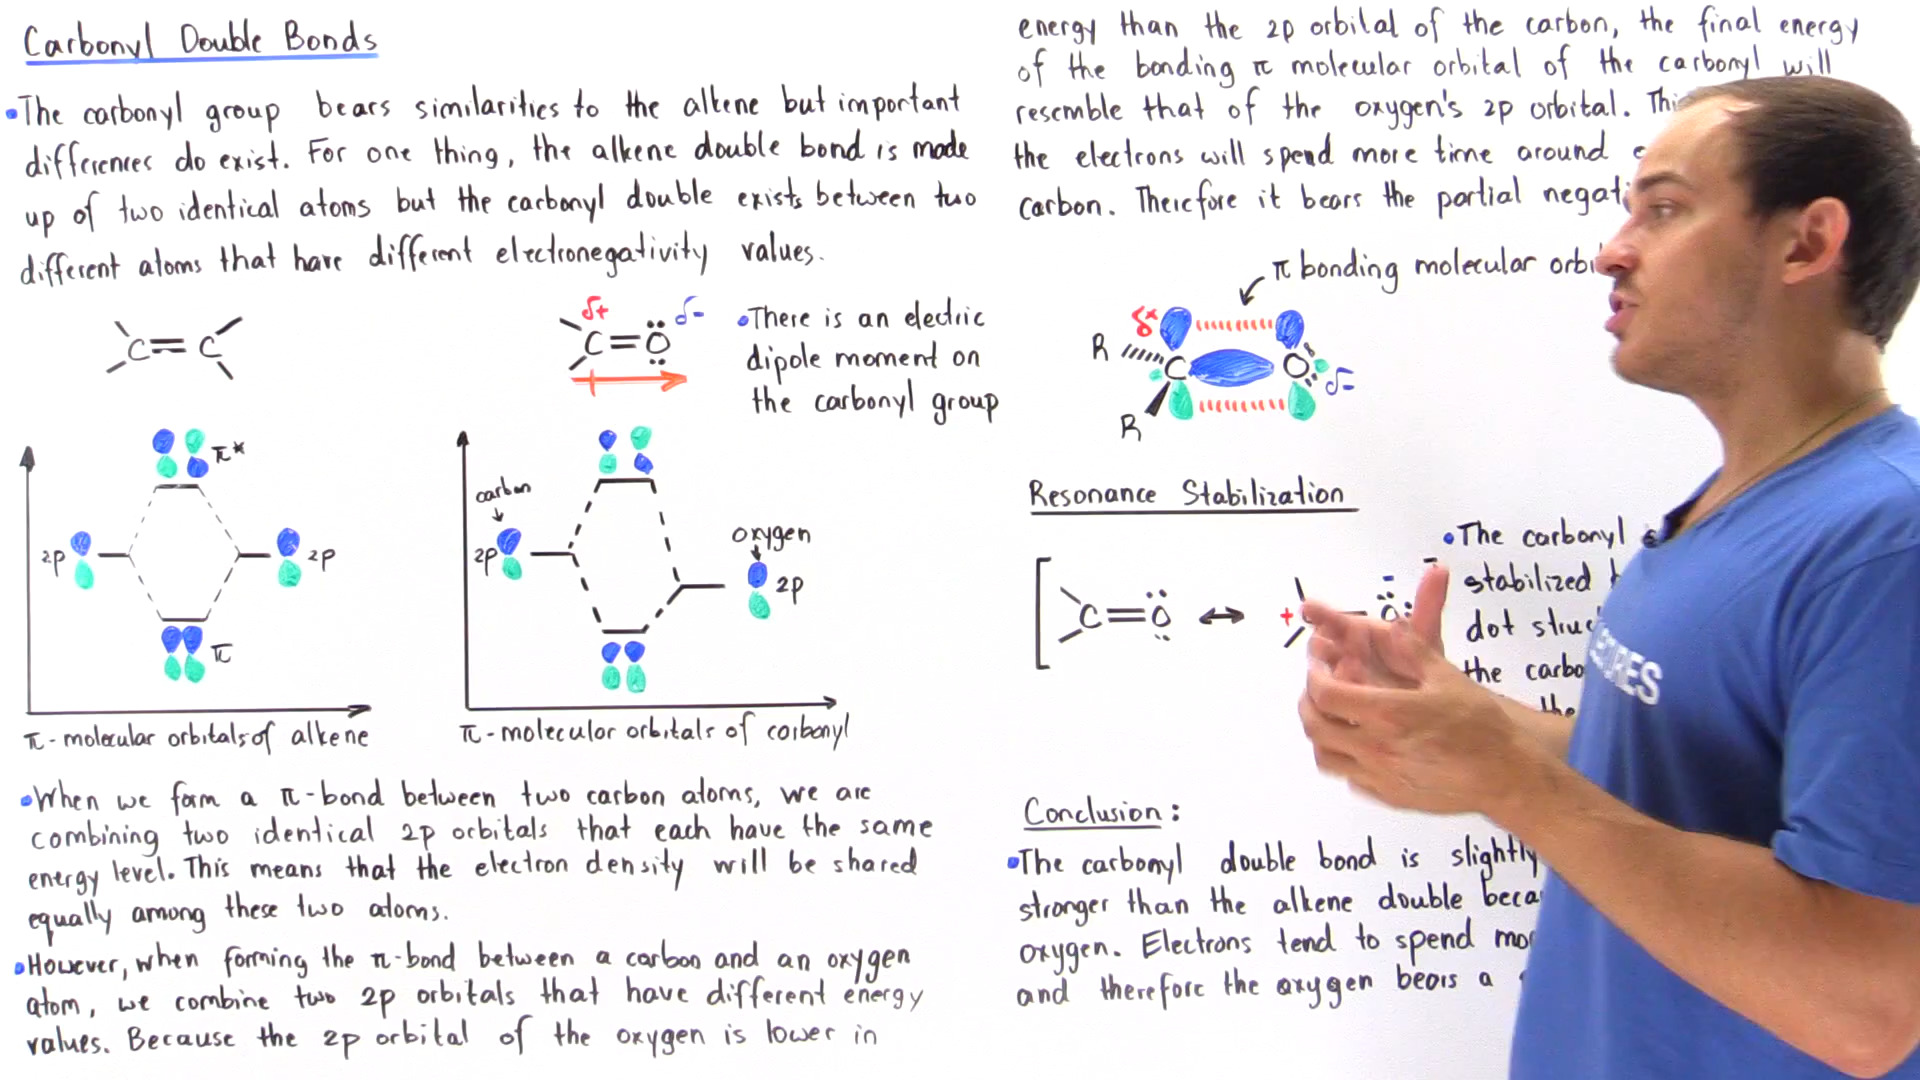 Carbonyl Double Bonds
•The carbonyl group bears similarities to the alkene but important
differences do exist. For one thing, the alkene double bond is made
up of two identical atoms but the carbonyl double exists between two
different atoms that have different electronegativity values.
C=C
δ+ δ-
C=O
•There is an electric
dipole moment on
the carbonyl group
π*
2p
2p
π
π-molecular orbitals of alkene
carbon
2p
oxygen
2p
π-molecular orbitals of carbonyl
•When we form a π-bond between two carbon atoms, we are
combining two identical 2p orbitals that each have the same
energy level. This means that the electron density will be shared
equally among these two atoms.
•However, when forming the π-bond between a carbon and an oxygen
atom, we combine two 2p orbitals that have different energy
values. Because the 2p orbital of the oxygen is lower in
energy than the 2p orbital of the carbon, the final energy
of the bonding π molecular orbital of the carbonyl will
resemble that of the oxygen's 2p orbital.
the electrons will spend more time around
carbon. Therefore it bears the partial
π bonding molecular
δ+
R
C O
δ-
R
Resonance Stabilization
[ C=O ↔ + O -
•The carbonyl
stabilized
dot
the
the
Conclusion:
•The carbonyl double bond is slightly
stronger than the alkene double
oxygen. Electrons tend to spend
and therefore the oxygen bears a